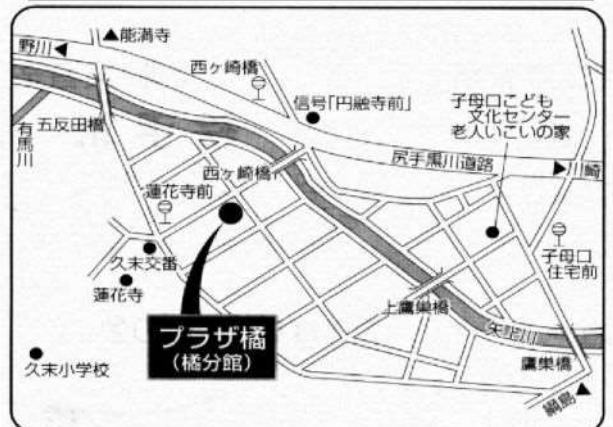 ▲能満寺
野川◀
西ヶ崎橋
信号「円融寺前」
子母口こども
文化センター
老人いこいの家
有馬川
五反田橋
尻手黒川道路
▶川崎
西ヶ崎橋
蓮花寺前
子母口
住宅前
久末交番
蓮花寺
上鷹巣橋
矢上川
プラザ橘
(橘分館)
久末小学校
鷹巣橋
綱島▲